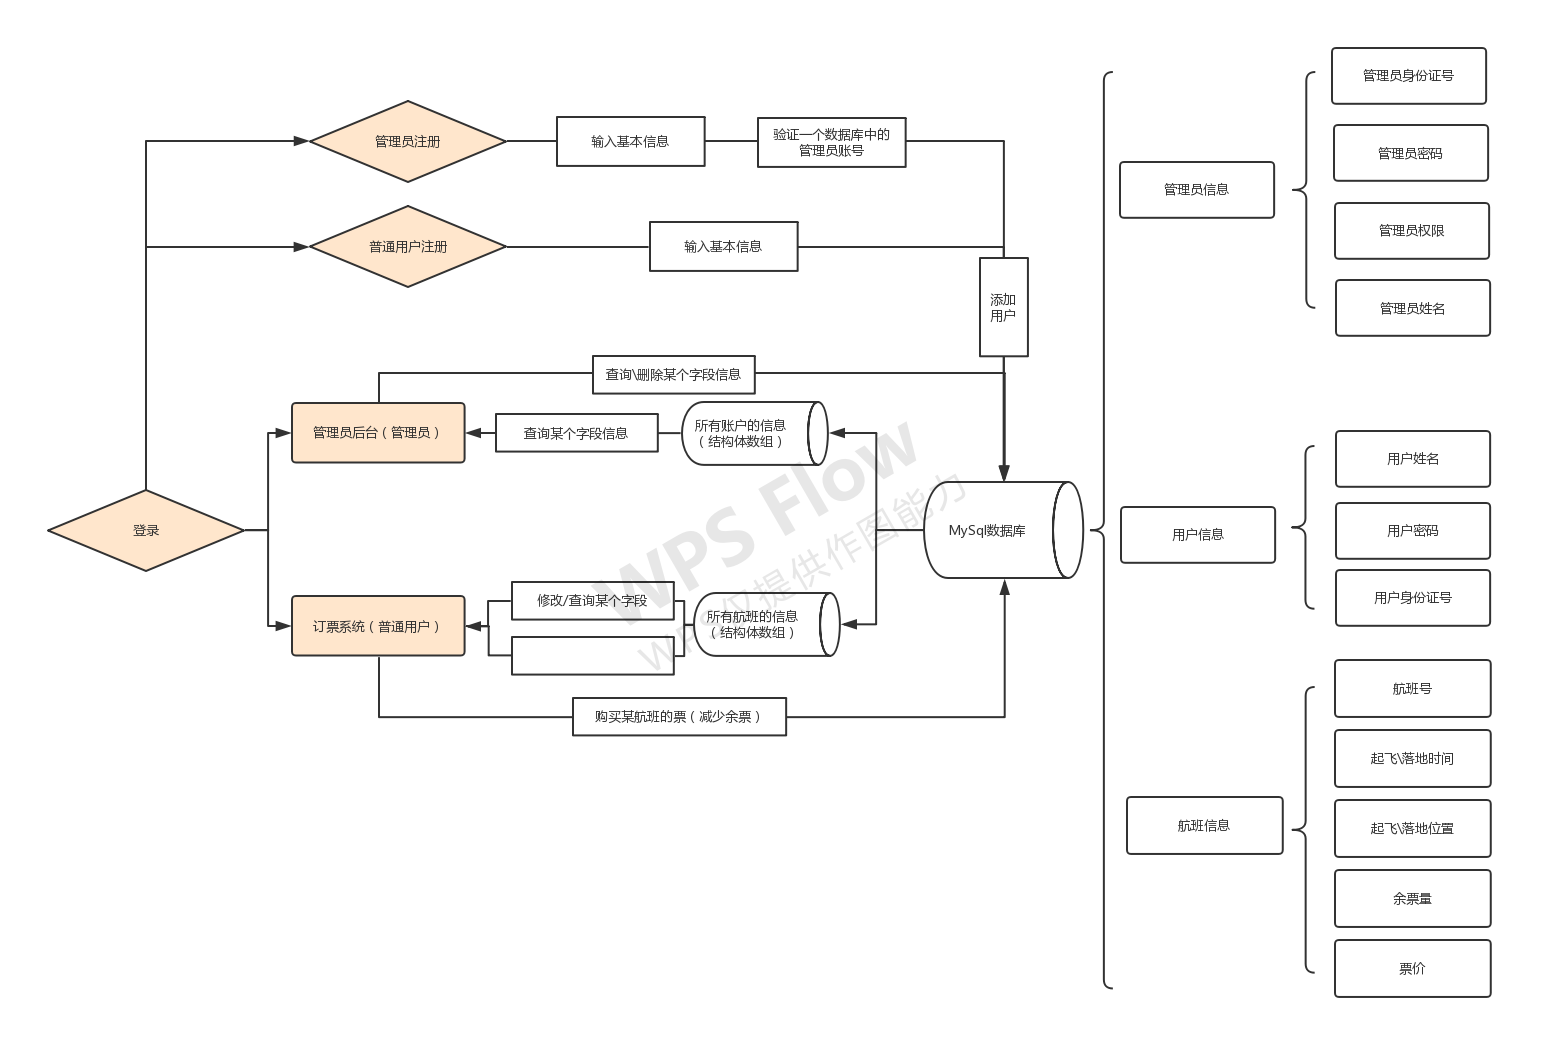 管理员注册
输入基本信息
验证一个数据库中的
管理员账号
普通用户注册
输入基本信息
添加
用户
查询\删除某个字段信息
管理员后台（管理员）
查询某个字段信息
所有账户的信息
（结构体数组）
登录
MySql数据库
订票系统（普通用户）
修改/查询某个字段
所有航班的信息
（结构体数组）
购买某航班的票（减少余票）
WPS Flow
WPS仅提供作图能力
管理员信息
管理员身份证号
管理员密码
管理员权限
管理员姓名
用户信息
用户姓名
用户密码
用户身份证号
航班信息
航班号
起飞\落地时间
起飞\落地位置
余票量
票价